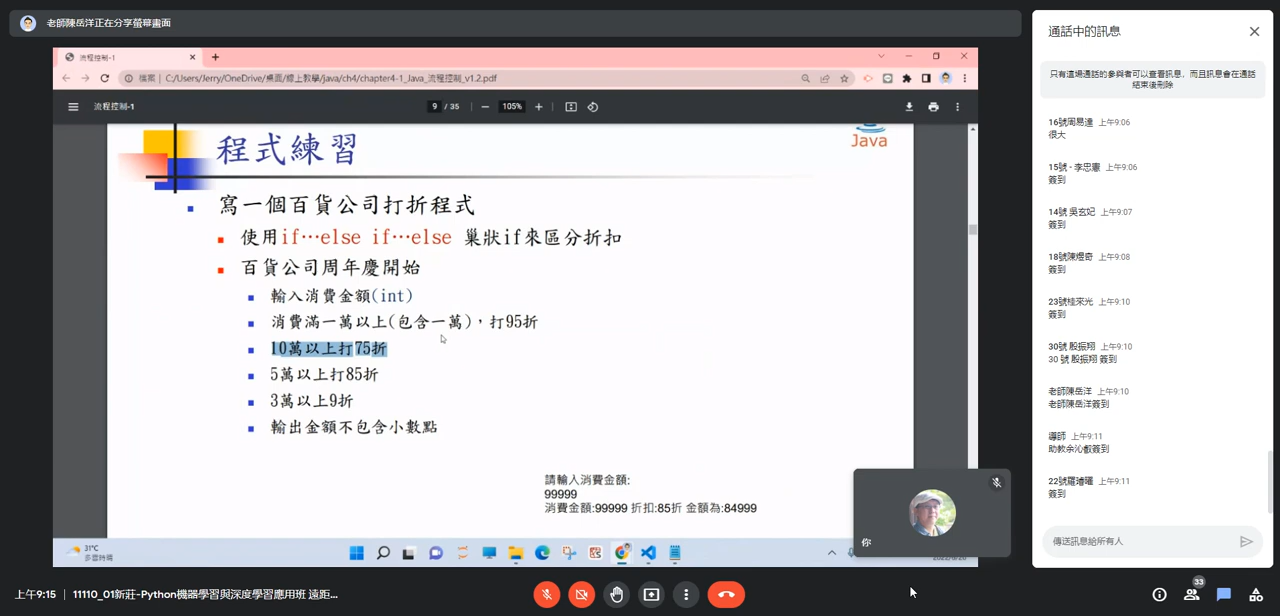 老師陳岳洋正在分享螢幕畫面
流程控制-1
檔案 | C:/Users/Jerry/OneDrive/桌面/線上教學/Java/ch4/chapter4-1_Java_流程控制_v1.2.pdf
流程控制-1
9 / 35
105%
程式練習
Java
寫一個百貨公司打折程式
使用if…else if…else 巢狀if來區分折扣
百貨公司周年慶開始
輸入消費金額(int)
消費滿一萬以上(包含一萬)，打95折
10萬以上打75折
5萬以上打85折
3萬以上9折
輸出金額不包含小數點
請輸入消費金額:
99999
消費金額:99999 折扣:85折 金額為:84999
你
31°C
多雲時晴
上午9:15 | 11110_01新莊-Python機器學習與深度學習應用班 遠距...
通話中的訊息
只有這場通話的參與者可以查看訊息，而且訊息會在通話
結束後刪除
16號周易達 上午9:06
很大
15號 - 李忠憲 上午9:06
簽到
14號 吳玄妃 上午9:07
簽到
18號陳煜奇 上午9:08
簽到
23號桂來光 上午9:10
簽到
30號 殷振翔 上午9:10
30 號 殷振翔 簽到
老師陳岳洋 上午9:10
老師陳岳洋簽到
導師 上午9:11
助教余沁叡簽到
22號羅璿曜 上午9:11
簽到
傳送訊息給所有人
33